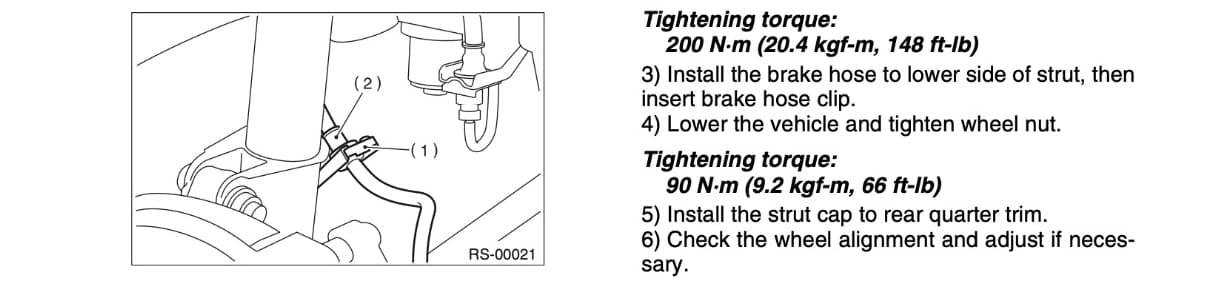 (2)
(1)
RS-00021
Tightening torque:
200 N·m (20.4 kgf-m, 148 ft-lb)
3) Install the brake hose to lower side of strut, then
insert brake hose clip.
4) Lower the vehicle and tighten wheel nut.
Tightening torque:
90 N·m (9.2 kgf-m, 66 ft-lb)
5) Install the strut cap to rear quarter trim.
6) Check the wheel alignment and adjust if neces-
sary.